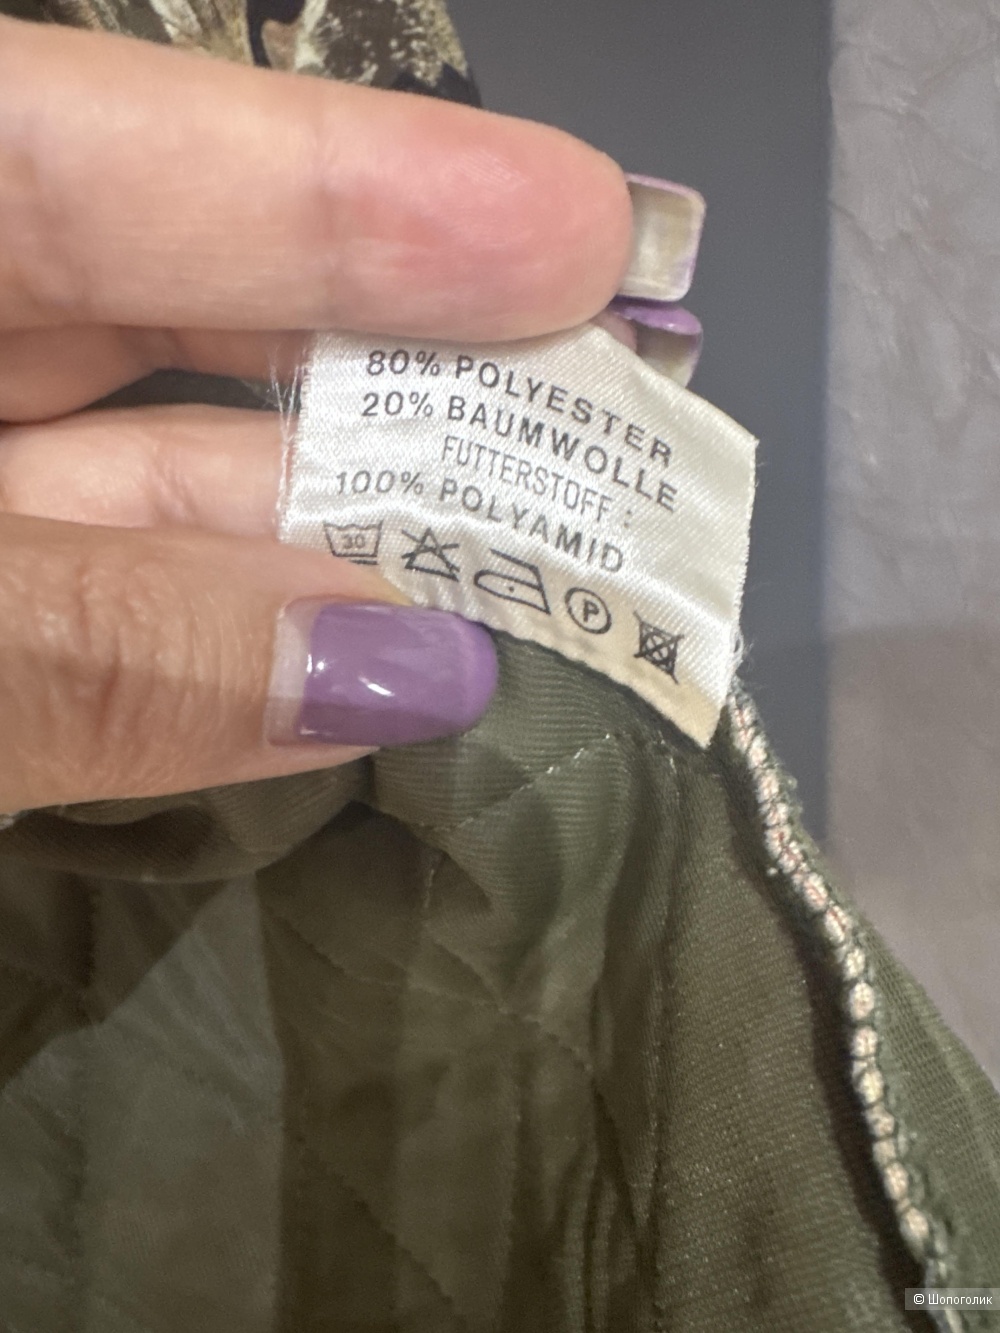 80% POLYESTER
20% BAUMWOLLE
FUTTERSTOFF :
100% POLYAMID
30
P
© Шопоголик